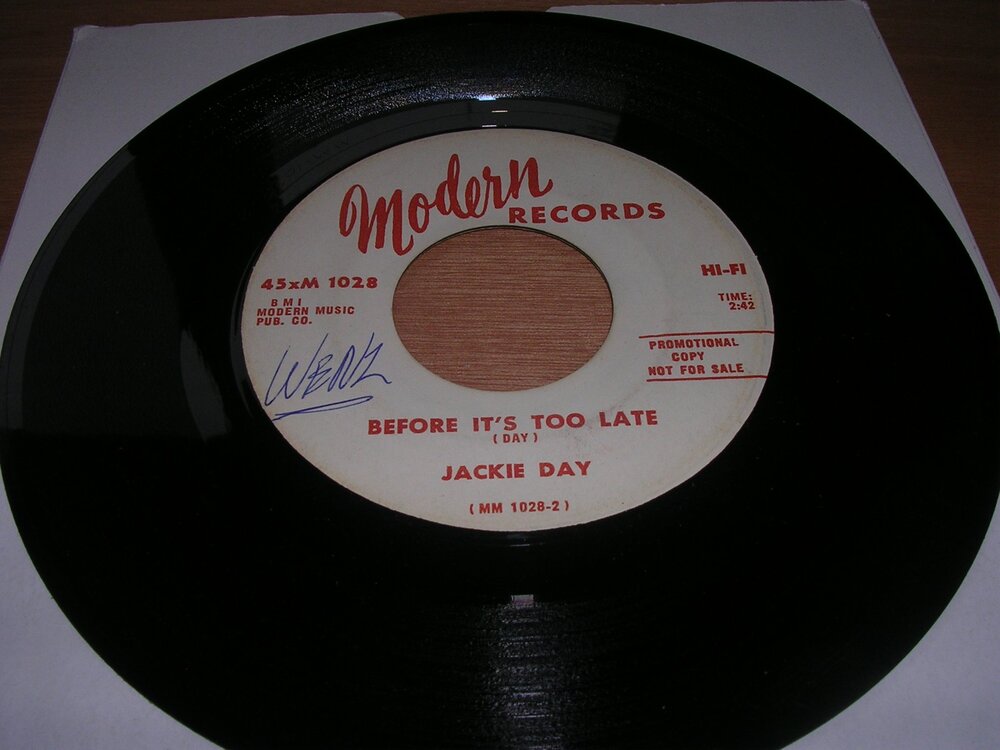 Modern
RECORDS
45xM 1028
BMI
MODERN MUSIC
PUB. CO.
HI-FI
TIME:
2:42
PROMOTIONAL
COPY
NOT FOR SALE
BEFORE IT'S TOO LATE
(DAY)
JACKIE DAY
(MM 1028-2)